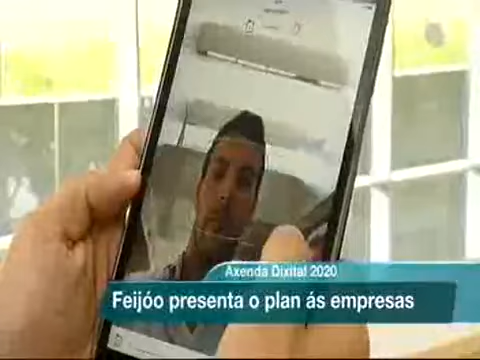 Axenda Dixital 2020
Feijóo presenta o plan ás empresas